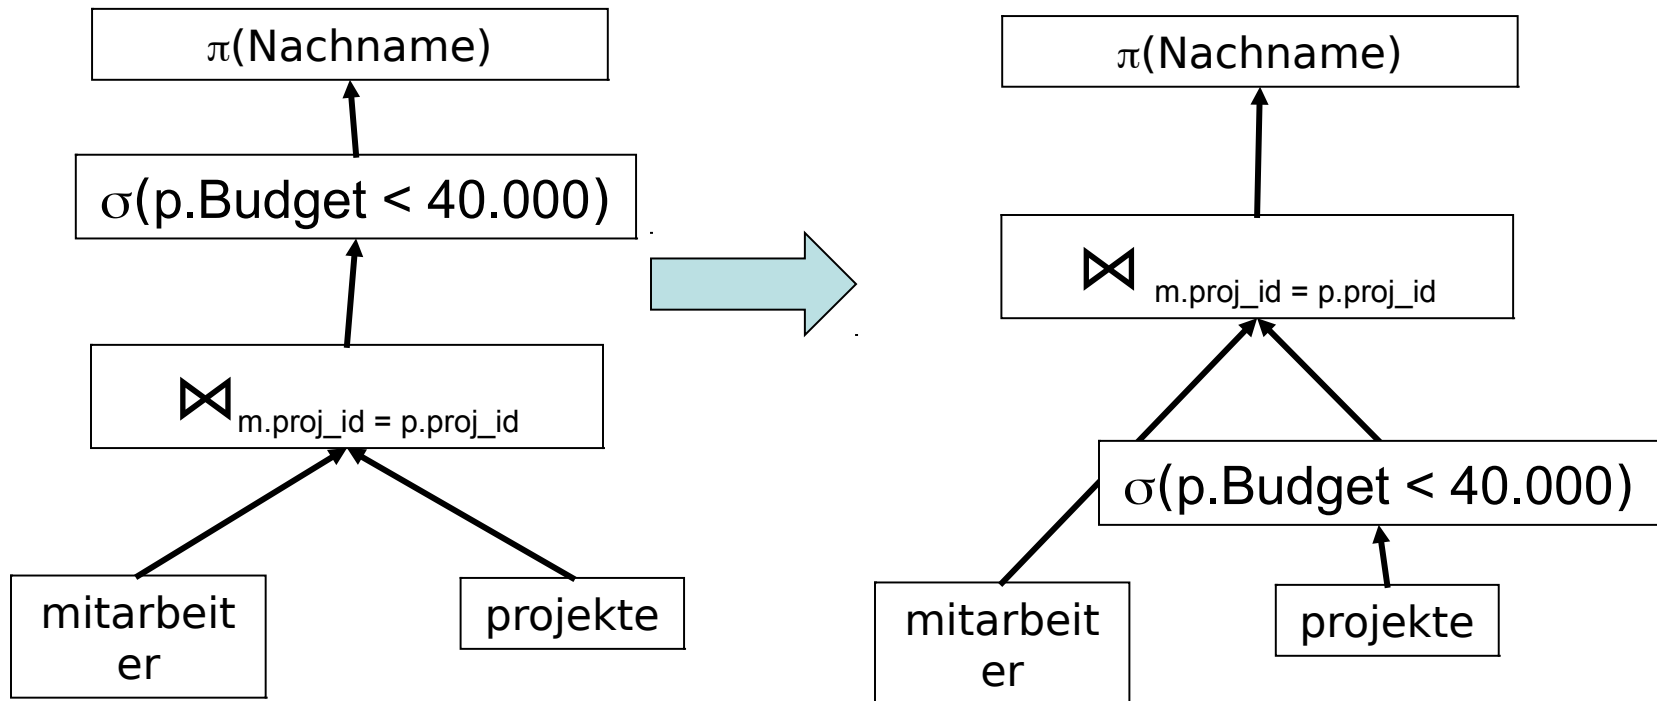 π(Nachname)
σ(p.Budget < 40.000)
⋈ m.proj_id = p.proj_id
mitarbeit
er
projekte
π(Nachname)
⋈ m.proj_id = p.proj_id
σ(p.Budget < 40.000)
mitarbeit
er
projekte